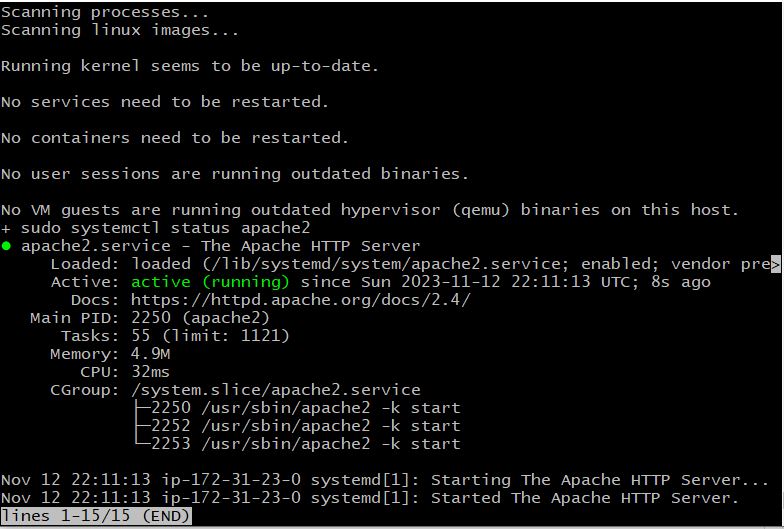 Scanning processes...
Scanning linux images...
Running kernel seems to be up-to-date.
No services need to be restarted.
No containers need to be restarted.
No user sessions are running outdated binaries.
No VM guests are running outdated hypervisor (qemu) binaries on this host.
+ sudo systemctl status apache2
● apache2.service - The Apache HTTP Server
     Loaded: loaded (/lib/systemd/system/apache2.service; enabled; vendor pre>
     Active: active (running) since Sun 2023-11-12 22:11:13 UTC; 8s ago
       Docs: https://httpd.apache.org/docs/2.4/
   Main PID: 2250 (apache2)
      Tasks: 55 (limit: 1121)
     Memory: 4.9M
        CPU: 32ms
     CGroup: /system.slice/apache2.service
             ├─2250 /usr/sbin/apache2 -k start
             ├─2252 /usr/sbin/apache2 -k start
             └─2253 /usr/sbin/apache2 -k start
Nov 12 22:11:13 ip-172-31-23-0 systemd[1]: Starting The Apache HTTP Server...
Nov 12 22:11:13 ip-172-31-23-0 systemd[1]: Started The Apache HTTP Server.
lines 1-15/15 (END)